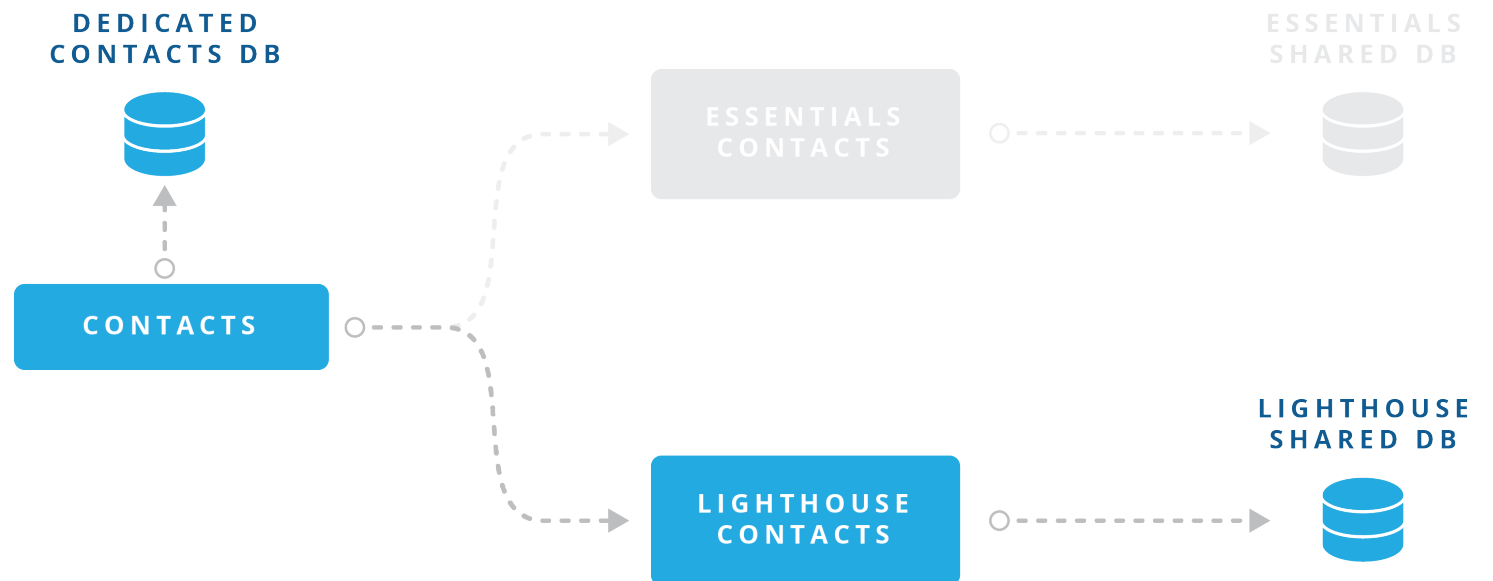 DEDICATED
CONTACTS DB
ESSENTIALS
SHARED DB
ESSENTIALS
CONTACTS
CONTACTS
LIGHTHOUSE
SHARED DB
LIGHTHOUSE
CONTACTS